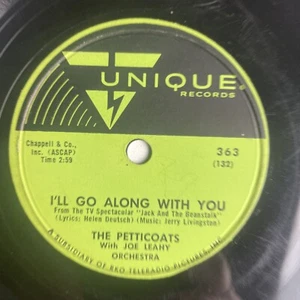 UNIQUE
RECORDS
Chappell & Co.,
Inc. (ASCAP)
Time 2:59
363
(132)
I'LL GO ALONG WITH YOU
From The TV Spectacular "Jack And The Beanstalk"
(Lyrics: Helen Deutsch) (Music: Jerry Livingston)
THE PETTICOATS
With JOE LEAHY
ORCHESTRA
A SUBSIDIARY OF RKO TELERADIO PICTURES, INC.